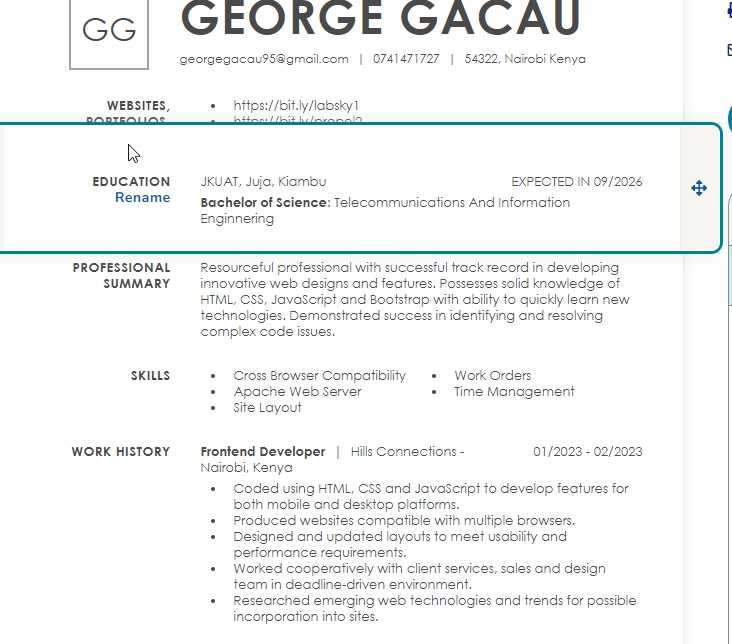 GG
GEORGE GACAU
georgegacau95@gmail.com | 0741471727 | 54322, Nairobi Kenya
WEBSITES,
PORTFOLIOS,
• https://bit.ly/labsky1
• https://bit.ly/propel2
EDUCATION
Rename
JKUAT, Juja, Kiambu EXPECTED IN 09/2026
Bachelor of Science: Telecommunications And Information
Enginnering
PROFESSIONAL
SUMMARY
Resourceful professional with successful track record in developing
innovative web designs and features. Possesses solid knowledge of
HTML, CSS, JavaScript and Bootstrap with ability to quickly learn new
technologies. Demonstrated success in identifying and resolving
complex code issues.
SKILLS
• Cross Browser Compatibility
• Apache Web Server
• Site Layout
• Work Orders
• Time Management
WORK HISTORY
Frontend Developer | Hills Connections - 01/2023 - 02/2023
Nairobi, Kenya
• Coded using HTML, CSS and JavaScript to develop features for
both mobile and desktop platforms.
• Produced websites compatible with multiple browsers.
• Designed and updated layouts to meet usability and
performance requirements.
• Worked cooperatively with client services, sales and design
team in deadline-driven environment.
• Researched emerging web technologies and trends for possible
incorporation into sites.